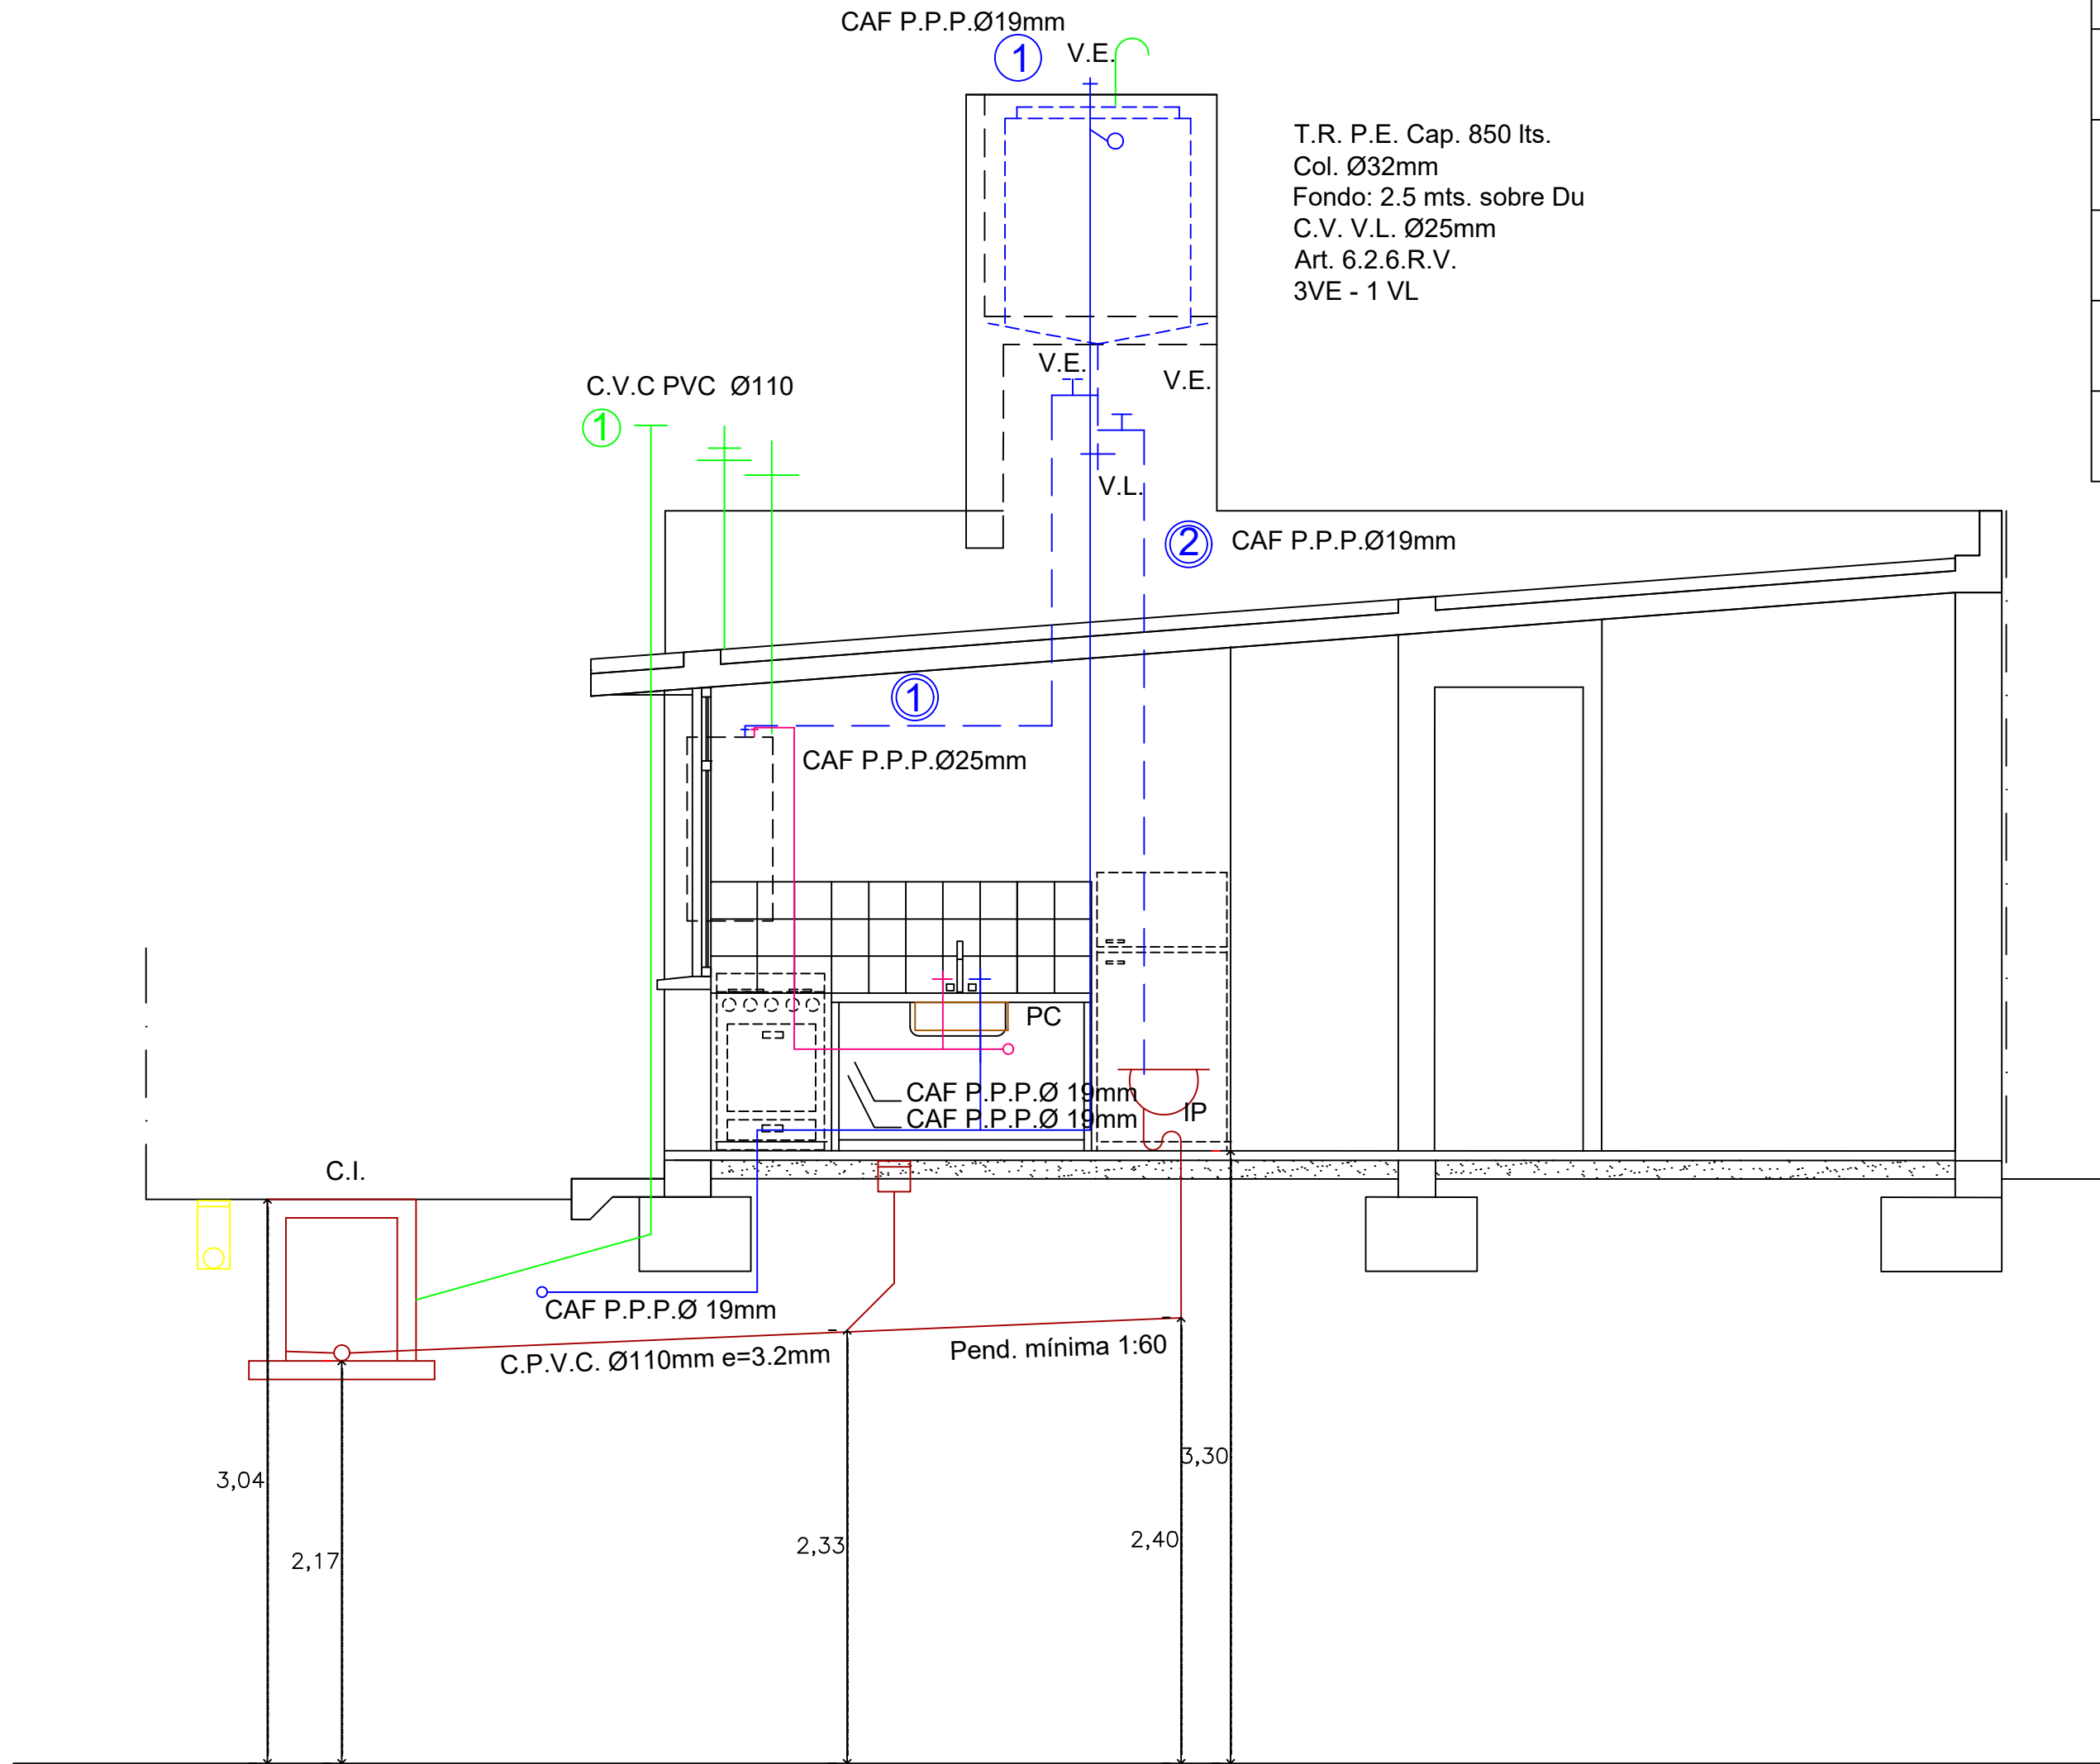 CAF P.P.P.Ø19mm
1
V.E.
T.R. P.E. Cap. 850 lts.
Col. Ø32mm
Fondo: 2.5 mts. sobre Du
C.V. V.L. Ø25mm
Art. 6.2.6.R.V.
3VE - 1 VL
V.E.
V.E.
C.V.C PVC Ø110
1
V.L.
2
CAF P.P.P.Ø19mm
1
CAF P.P.P.Ø25mm
PC
CAF P.P.P.Ø 19mm
CAF P.P.P.Ø 19mm
IP
C.I.
CAF P.P.P.Ø 19mm
C.P.V.C. Ø110mm e=3.2mm
Pend. mínima 1:60
3,04
2,17
2,33
2,40
3,30